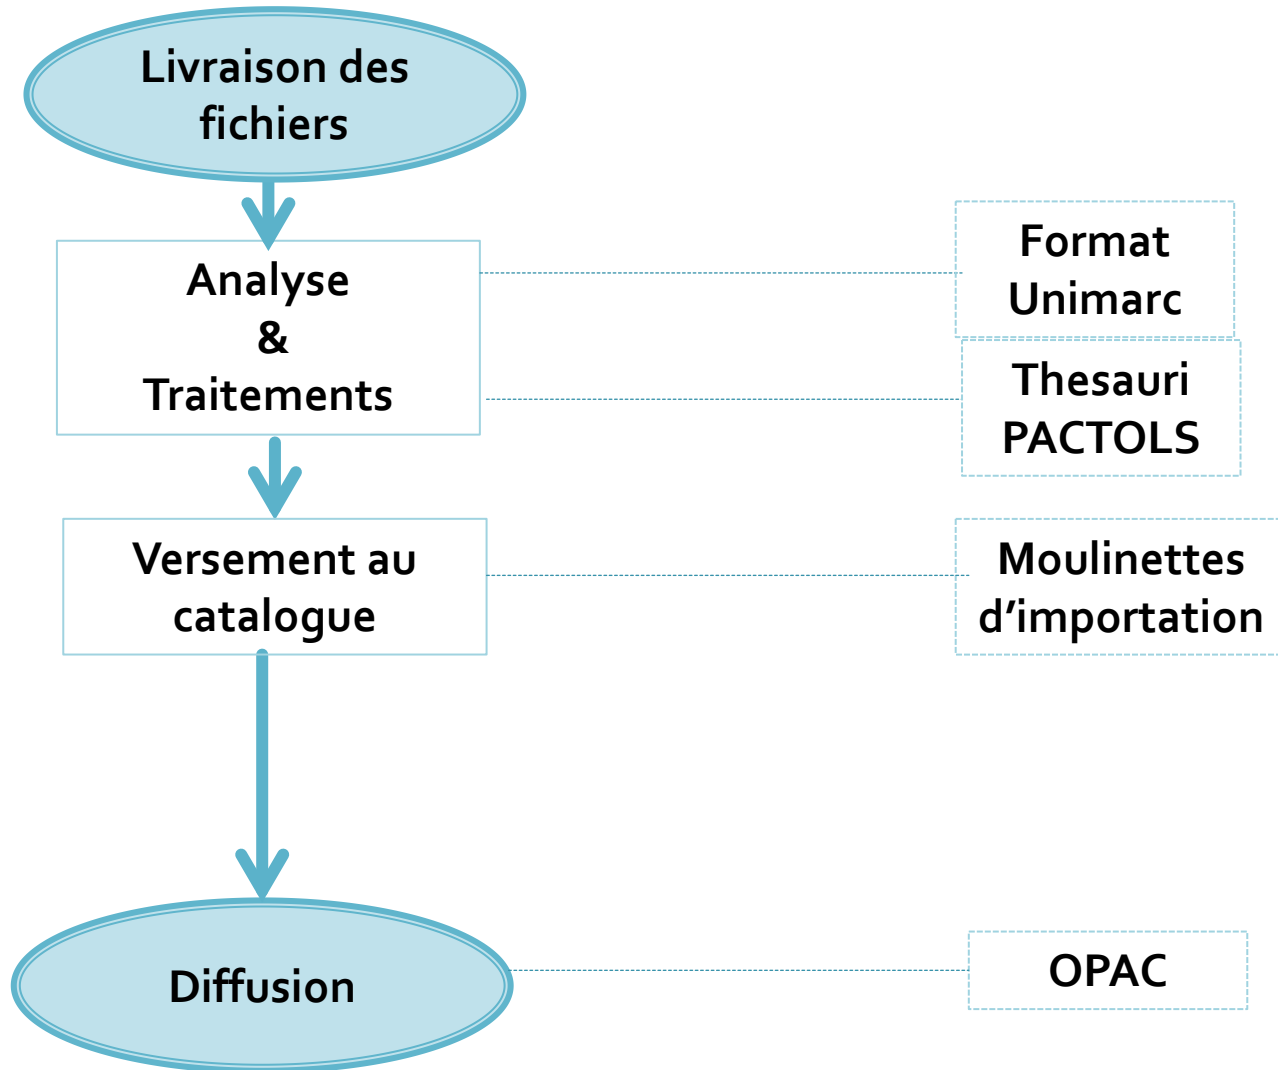 Livraison des
fichiers
Analyse
&
Traitements
Format
Unimarc
Thesauri
PACTOLS
Versement au
catalogue
Moulinettes
d’importation
Diffusion
OPAC